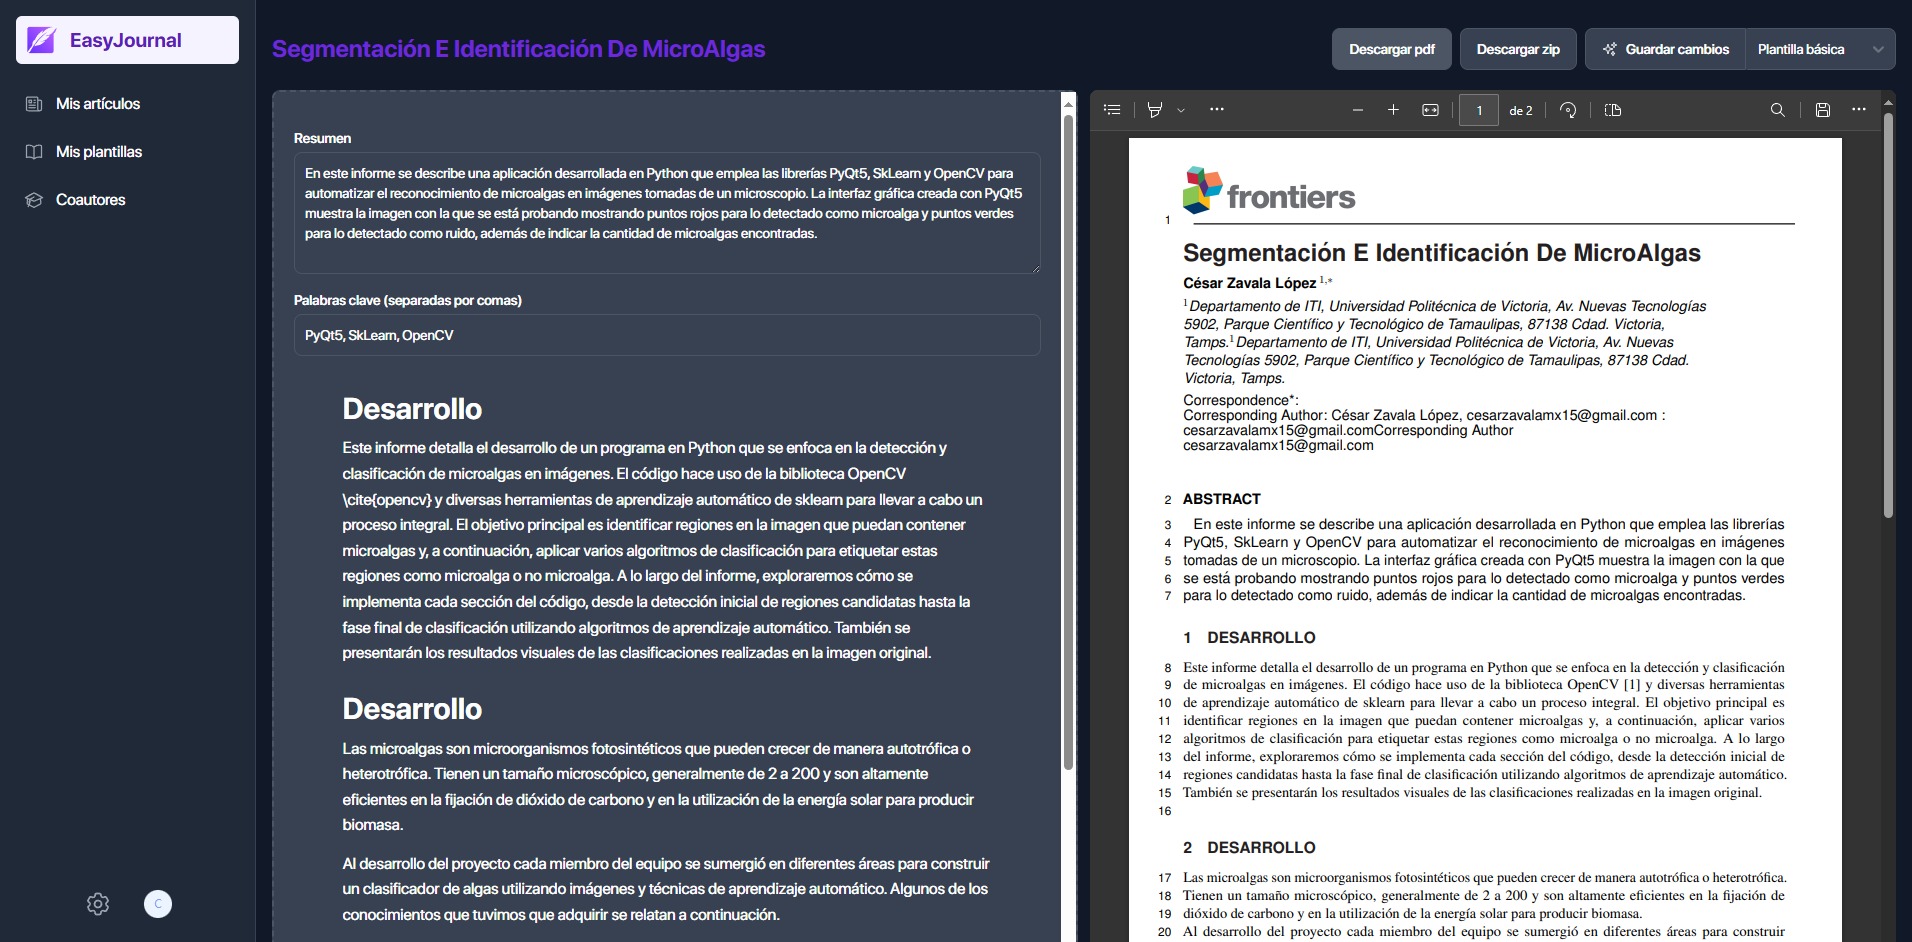 EasyJournal
Mis artículos
Mis plantillas
Coautores
C
Segmentación E Identificación De MicroAlgas
Descargar pdf
Descargar zip
Guardar cambios
Plantilla básica
Resumen
En este informe se describe una aplicación desarrollada en Python que emplea las librerías PyQt5, SkLearn y OpenCV para
automatizar el reconocimiento de microalgas en imágenes tomadas de un microscopio. La interfaz gráfica creada con PyQt5
muestra la imagen con la que se está probando mostrando puntos rojos para lo detectado como microalga y puntos verdes
para lo detectado como ruido, además de indicar la cantidad de microalgas encontradas.
Palabras clave (separadas por comas)
PyQt5, SkLearn, OpenCV
Desarrollo
Este informe detalla el desarrollo de un programa en Python que se enfoca en la detección y
clasificación de microalgas en imágenes. El código hace uso de la biblioteca OpenCV
\cite{opencv} y diversas herramientas de aprendizaje automático de sklearn para llevar a cabo un
proceso integral. El objetivo principal es identificar regiones en la imagen que puedan contener
microalgas y, a continuación, aplicar varios algoritmos de clasificación para etiquetar estas
regiones como microalga o no microalga. A lo largo del informe, exploraremos cómo se
implementa cada sección del código, desde la detección inicial de regiones candidatas hasta la
fase final de clasificación utilizando algoritmos de aprendizaje automático. También se
presentarán los resultados visuales de las clasificaciones realizadas en la imagen original.
Desarrollo
Las microalgas son microorganismos fotosintéticos que pueden crecer de manera autotrófica o
heterotrófica. Tienen un tamaño microscópico, generalmente de 2 a 200 y son altamente
eficientes en la fijación de dióxido de carbono y en la utilización de la energía solar para producir
biomasa.
Al desarrollo del proyecto cada miembro del equipo se sumergió en diferentes áreas para construir
un clasificador de algas utilizando imágenes y técnicas de aprendizaje automático. Algunos de los
conocimientos que tuvimos que adquirir se relatan a continuación.
1 de 2
frontiers
1
Segmentación E Identificación De MicroAlgas
César Zavala López 1,*
1 Departamento de ITI, Universidad Politécnica de Victoria, Av. Nuevas Tecnologías
5902, Parque Científico y Tecnológico de Tamaulipas, 87138 Cdad. Victoria,
Tamps.1 Departamento de ITI, Universidad Politécnica de Victoria, Av. Nuevas
Tecnologías 5902, Parque Científico y Tecnológico de Tamaulipas, 87138 Cdad.
Victoria, Tamps.
Correspondence*:
Corresponding Author: César Zavala López, cesarzavalamx15@gmail.com :
cesarzavalamx15@gmail.comCorresponding Author
cesarzavalamx15@gmail.com
2 ABSTRACT
3 En este informe se describe una aplicación desarrollada en Python que emplea las librerías
4 PyQt5, SkLearn y OpenCV para automatizar el reconocimiento de microalgas en imágenes
5 tomadas de un microscopio. La interfaz gráfica creada con PyQt5 muestra la imagen con la que
6 se está probando mostrando puntos rojos para lo detectado como microalga y puntos verdes
7 para lo detectado como ruido, además de indicar la cantidad de microalgas encontradas.
1 DESARROLLO
8 Este informe detalla el desarrollo de un programa en Python que se enfoca en la detección y clasificación
9 de microalgas en imágenes. El código hace uso de la biblioteca OpenCV [1] y diversas herramientas
10 de aprendizaje automático de sklearn para llevar a cabo un proceso integral. El objetivo principal es
11 identificar regiones en la imagen que puedan contener microalgas y, a continuación, aplicar varios
12 algoritmos de clasificación para etiquetar estas regiones como microalga o no microalga. A lo largo
13 del informe, exploraremos cómo se implementa cada sección del código, desde la detección inicial de
14 regiones candidatas hasta la fase final de clasificación utilizando algoritmos de aprendizaje automático.
15 También se presentarán los resultados visuales de las clasificaciones realizadas en la imagen original.
16
2 DESARROLLO
17 Las microalgas son microorganismos fotosintéticos que pueden crecer de manera autotrófica o heterotrófica.
18 Tienen un tamaño microscópico, generalmente de 2 a 200 y son altamente eficientes en la fijación de
19 dióxido de carbono y en la utilización de la energía solar para producir biomasa.
20 Al desarrollo del proyecto cada miembro del equipo se sumergió en diferentes áreas para construir